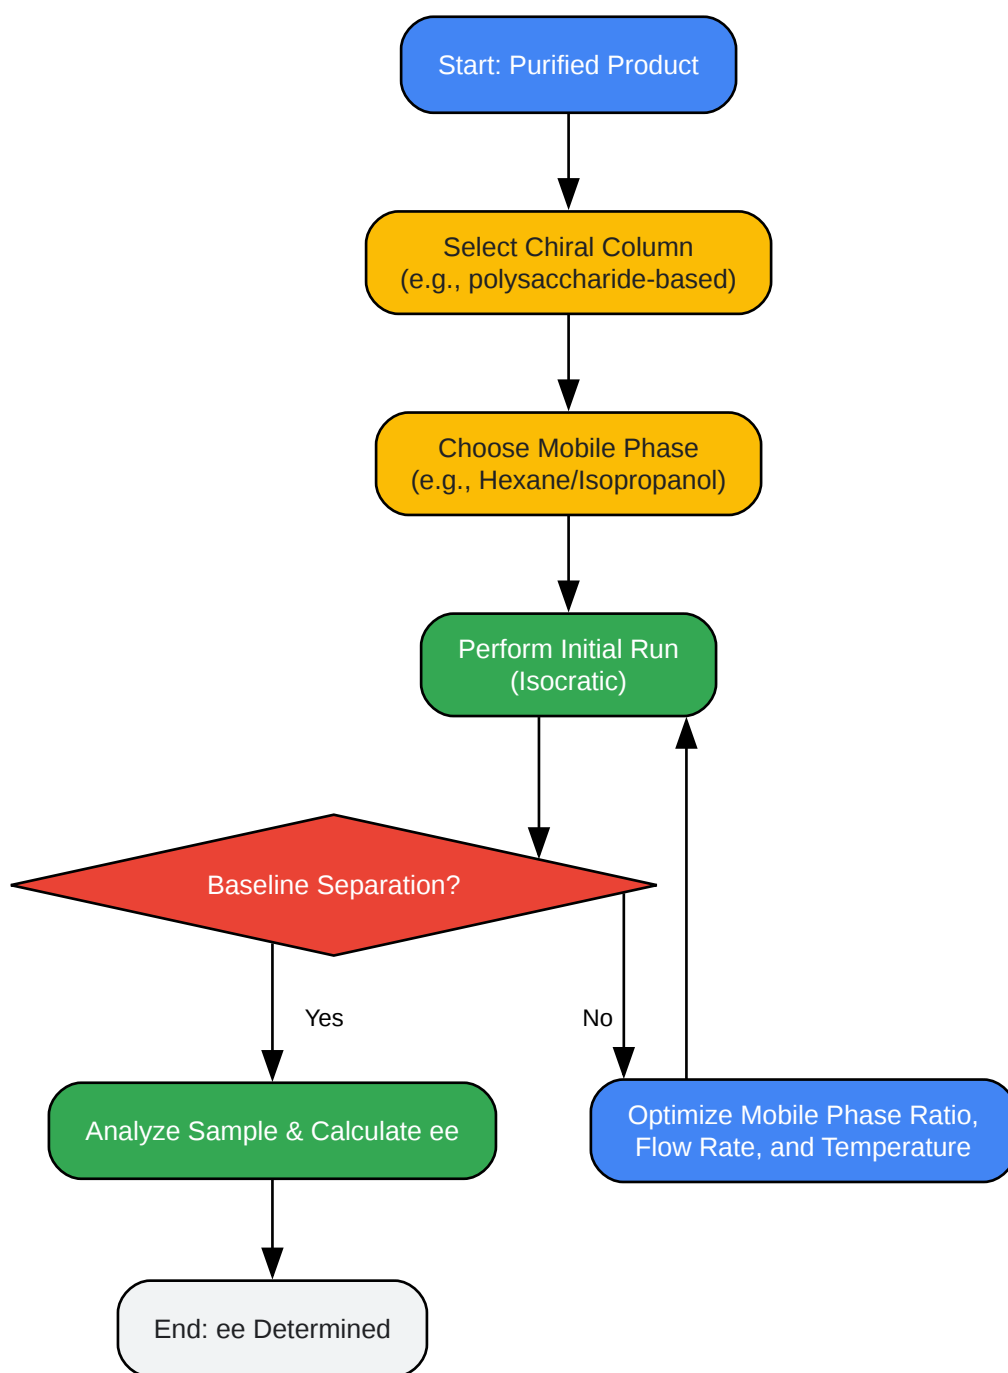 Start: Purified Product
Select Chiral Column
(e.g., polysaccharide-based)
Choose Mobile Phase
(e.g., Hexane/Isopropanol)
Perform Initial Run
(Isocratic)
Baseline Separation?
Yes
No
Analyze Sample & Calculate ee
Optimize Mobile Phase Ratio,
Flow Rate, and Temperature
End: ee Determined